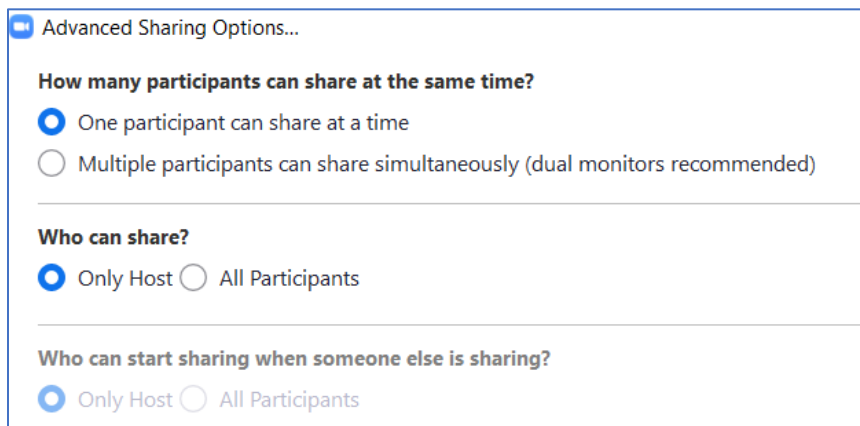 Advanced Sharing Options...
How many participants can share at the same time?
One participant can share at a time
Multiple participants can share simultaneously (dual monitors recommended)
Who can share?
Only Host All Participants
Who can start sharing when someone else is sharing?
Only Host All Participants